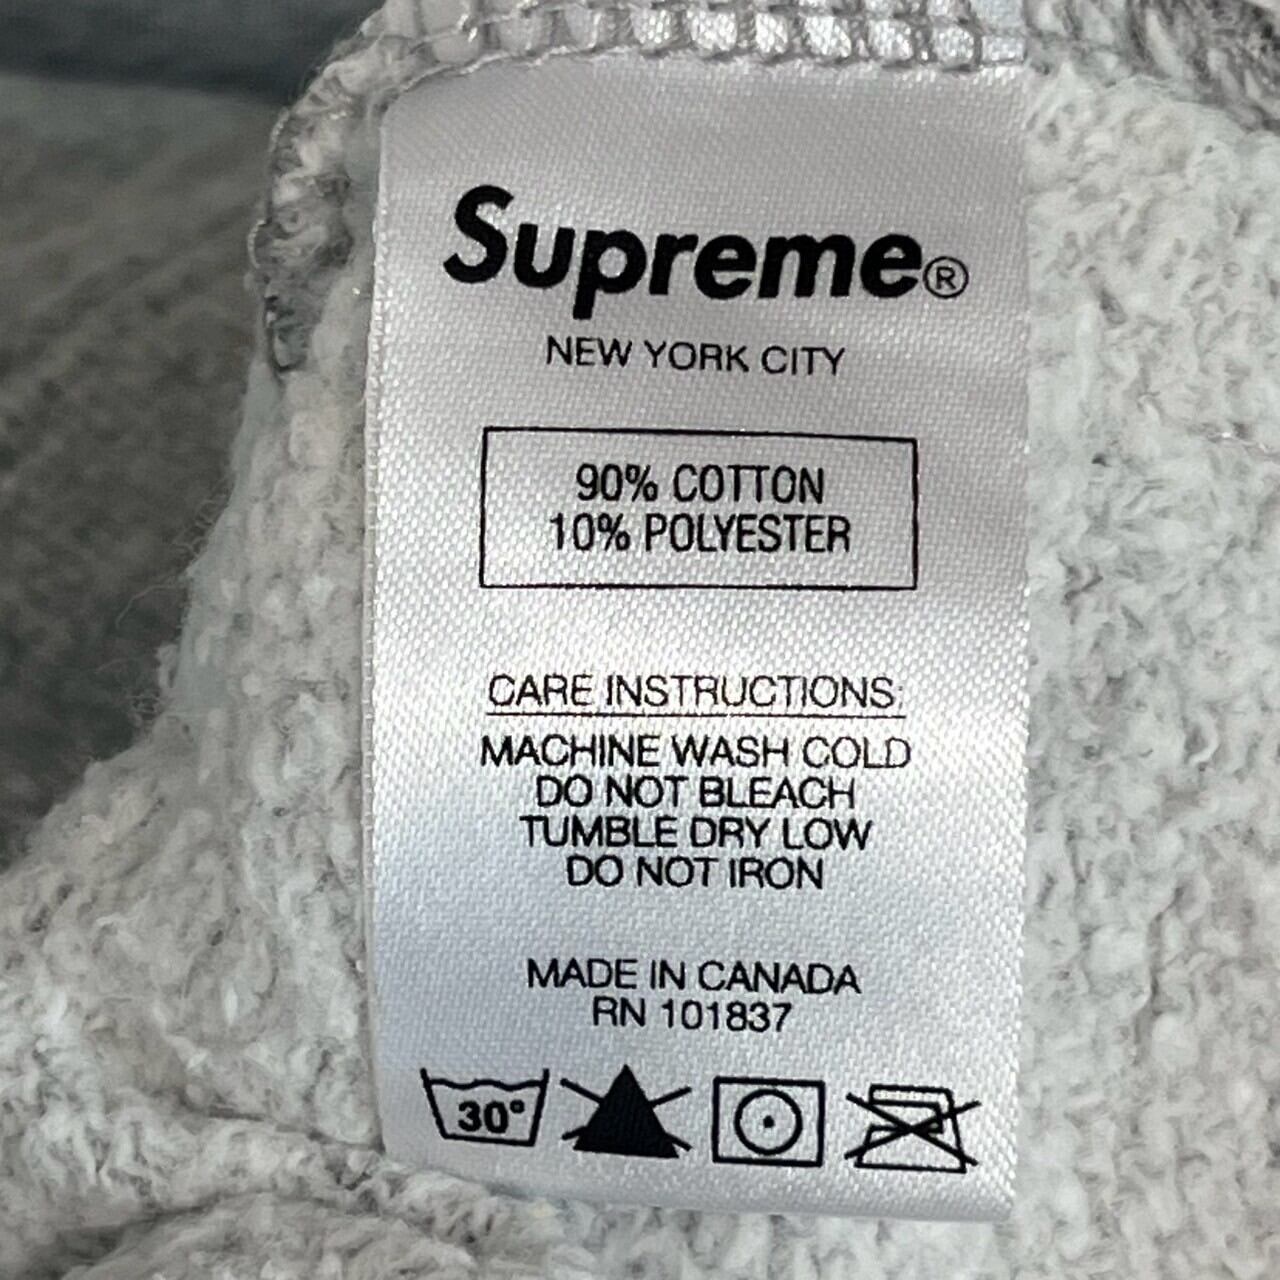 Supreme®
NEW YORK CITY
90% COTTON
10% POLYESTER
CARE INSTRUCTIONS:
MACHINE WASH COLD
DO NOT BLEACH
TUMBLE DRY LOW
DO NOT IRON
MADE IN CANADA
RN 101837
30°